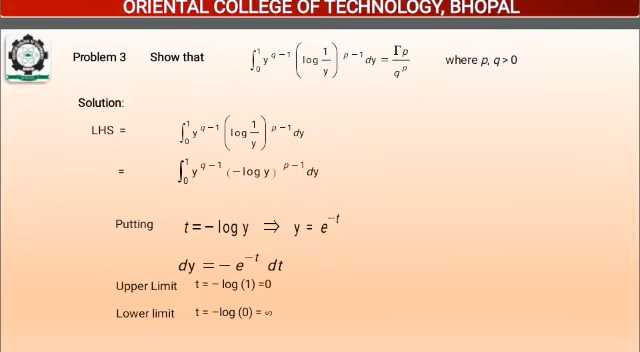 ORIENTAL COLLEGE OF TECHNOLOGY, BHOPAL
Problem 3 Show that ∫₀¹ y^(q−1) (log 1/y)^(p−1) dy = Γp / q^p where p, q > 0
Solution:
LHS = ∫₀¹ y^(q−1) (log 1/y)^(p−1) dy
= ∫₀¹ y^(q−1) (−log y)^(p−1) dy
Putting t = − log y ⇒ y = e^(−t)
dy = − e^(−t) dt
Upper Limit t = − log (1) =0
Lower limit t = −log (0) = ∞